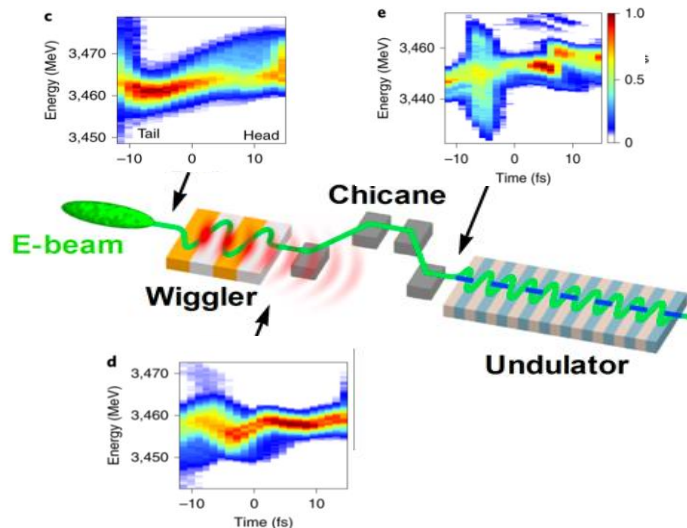 c
e
3,470
3,460
3,450
Energy (MeV)
Tail
Head
−10
0
10
3,460
3,440
Energy (MeV)
1.0
0.5
0
−10
0
10
Time (fs)
E-beam
Wiggler
Chicane
Undulator
d
3,470
3,460
3,450
Energy (MeV)
−10
0
10
Time (fs)